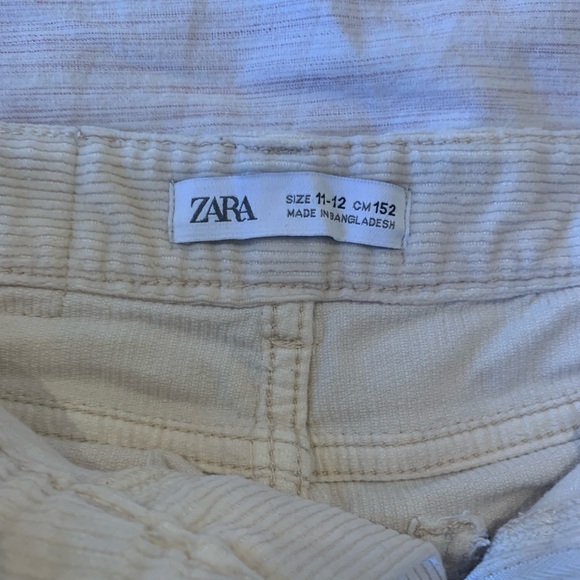 ZARA
SIZE 11-12 CM 152
MADE IN BANGLADESH